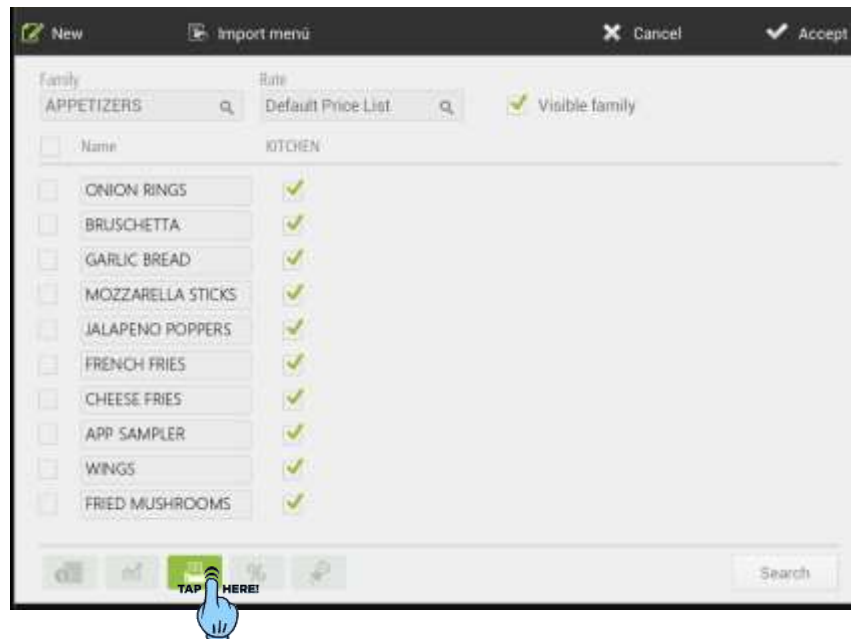 New Import menú Cancel Accept
Family Rate
APPETIZERS Default Price List Visible family
Name KITCHEN
ONION RINGS
BRUSCHETTA
GARLIC BREAD
MOZZARELLA STICKS
JALAPENO POPPERS
FRENCH FRIES
CHEESE FRIES
APP SAMPLER
WINGS
FRIED MUSHROOMS
% Search
TAP HERE!